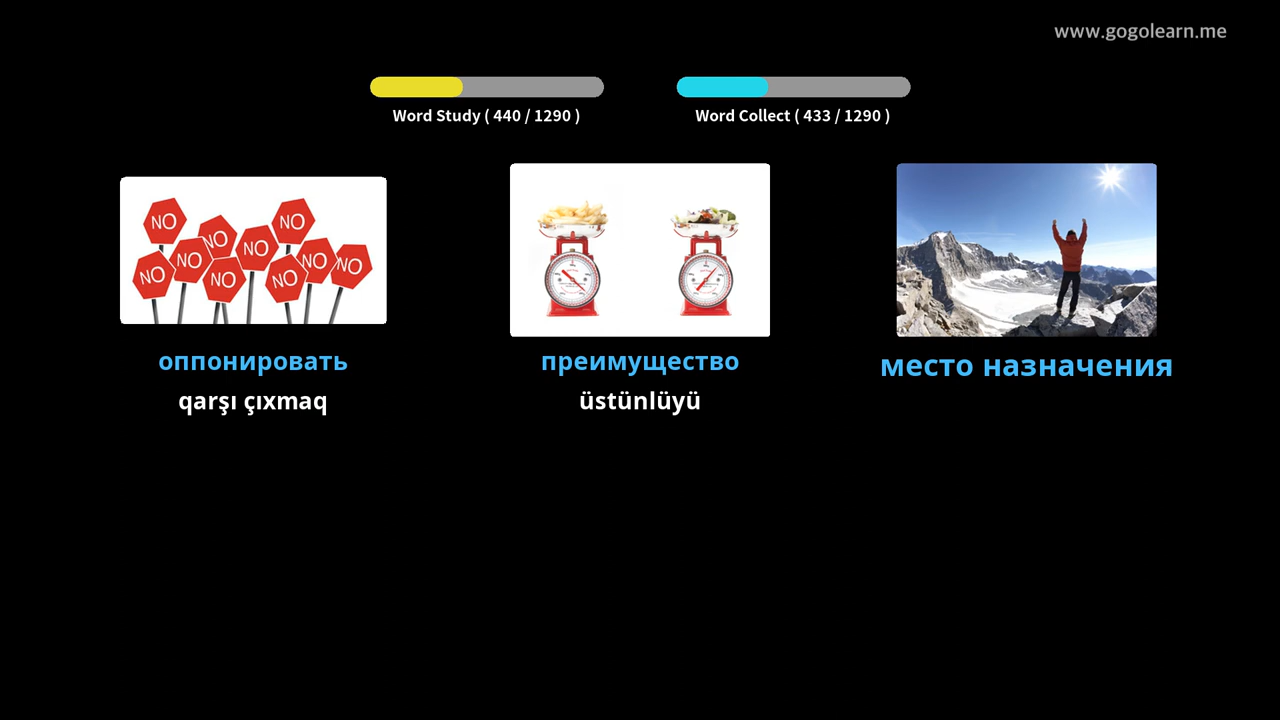 www.gogolearn.me
Word Study ( 440 / 1290 )
Word Collect ( 433 / 1290 )
NO
NO
NO
NO
NO
NO
NO
NO
NO
оппонировать
преимущество
место назначения
qarşı çıxmaq
üstünlüyü